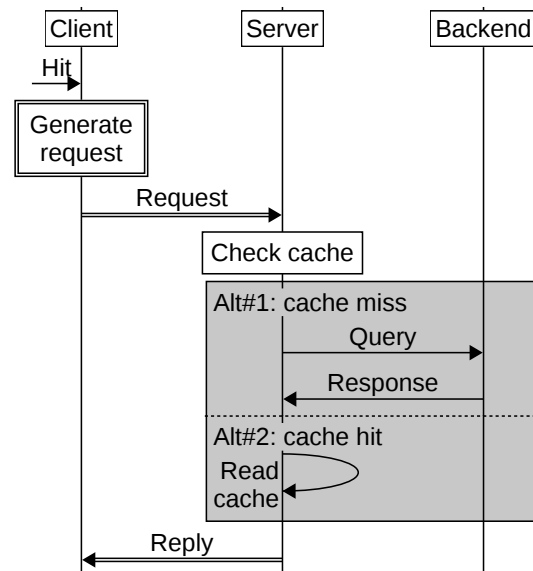 Client Server Backend
Hit
Generate
request
Request
Check cache
Alt#1: cache miss
Query
Response
Alt#2: cache hit
Read
cache
Reply